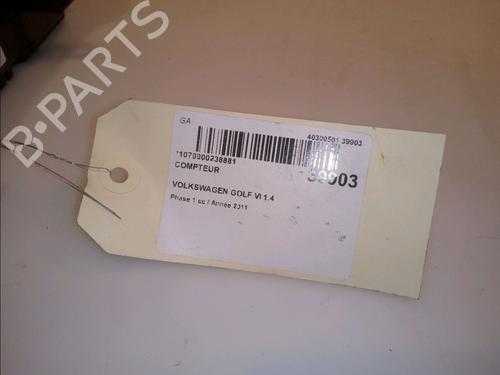 B-PARTS
GA
40300501 39903
*1070000238881
COMPTEUR
39903
VOLKSWAGEN GOLF VI 1.4
Phase 1 cc / Année 2011